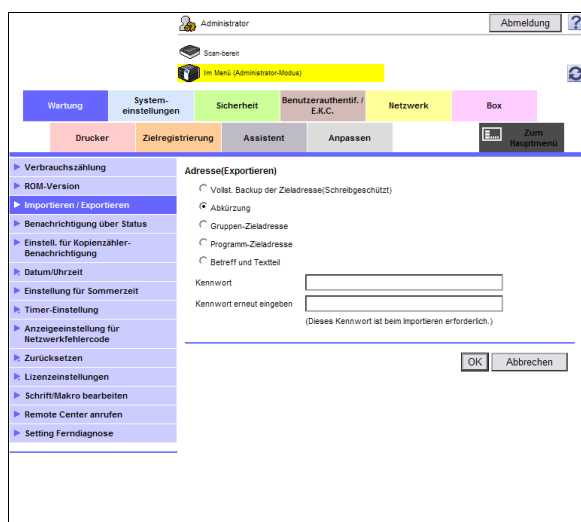 Administrator
Abmeldung
?
Scan-bereit
Im Menü (Administrator-Modus)
Wartung
System-
einstellungen
Sicherheit
Benutzerauthentif. /
E.K.C.
Netzwerk
Box
Drucker
Zielregistrierung
Assistent
Anpassen
Zum
Hauptmenü
Verbrauchszählung
ROM-Version
Importieren / Exportieren
Benachrichtigung über Status
Einstell. für Kopienzähler-
Benachrichtigung
Datum/Uhrzeit
Einstellung für Sommerzeit
Timer-Einstellung
Anzeigeeinstellung für
Netzwerkfehlercode
Zurücksetzen
Lizenzeinstellungen
Schrift/Makro bearbeiten
Remote Center anrufen
Setting Ferndiagnose
Adresse(Exportieren)
Vollst. Backup der Zieladresse(Schreibgeschützt)
Abkürzung
Gruppen-Zieladresse
Programm-Zieladresse
Betreff und Textteil
Kennwort
Kennwort erneut eingeben
(Dieses Kennwort ist beim Importieren erforderlich.)
OK
Abbrechen